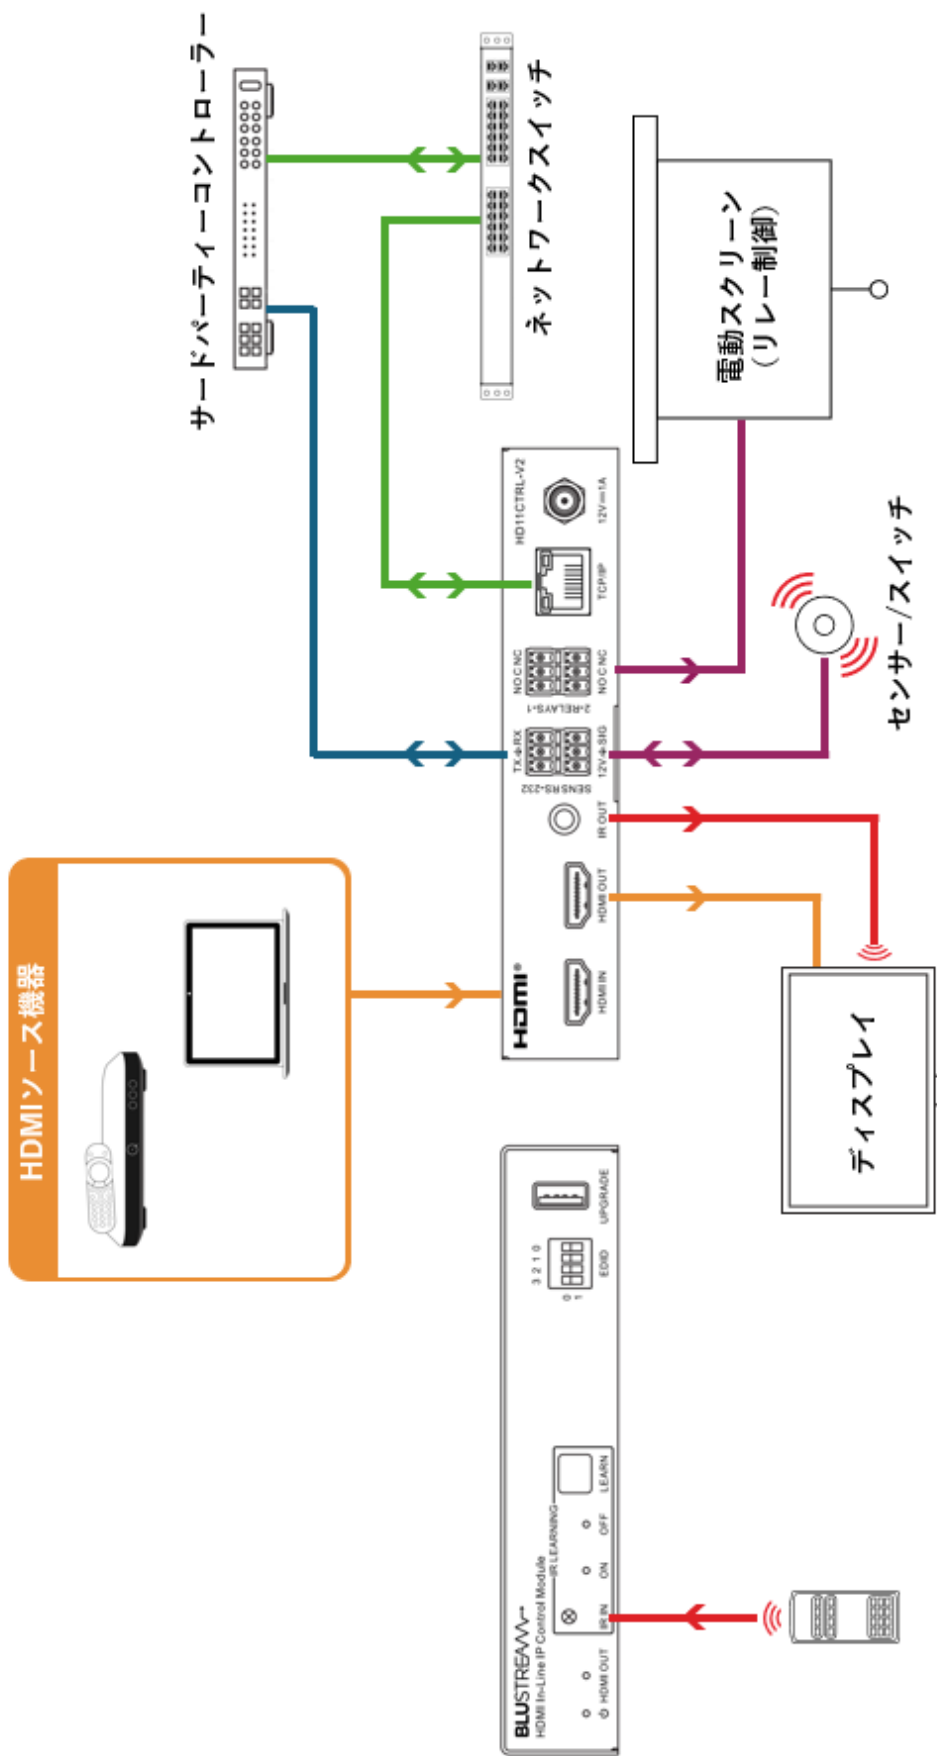 HDMIソース機器
サードパーティーコントローラー
ネットワークスイッチ
BLUSTREAM
HDMI In-Line IP Control Module
HDMI OUT
IR LEARNING
IR IN
ON
OFF
LEARN
3 2 1 0
0
1
EDID
UPGRADE
HDMI®
HD11CTRL-V2
HDMI IN
HDMI OUT
IR OUT
TX RX
SENS RS-232
12V SIG
NO C NC
2-RELAYS-1
NO C NC
TCP/IP
12V 1A
ディスプレイ
センサー/スイッチ
電動スクリーン
(リレー制御)